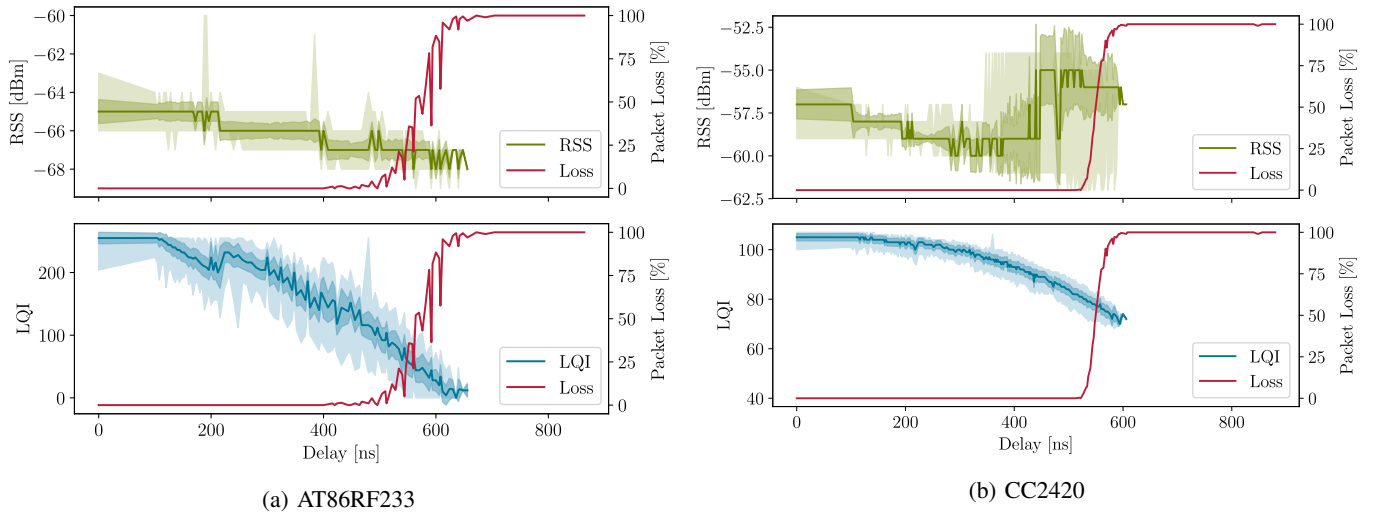 −60
−62
−64
−66
−68
RSS [dBm]
100
75
50
25
0
Packet Loss [%]
RSS
Loss
200
100
0
LQI
100
75
50
25
0
Packet Loss [%]
LQI
Loss
0
200
400
600
800
Delay [ns]
(a) AT86RF233
−52.5
−55.0
−57.5
−60.0
−62.5
RSS [dBm]
100
75
50
25
0
Packet Loss [%]
RSS
Loss
100
80
60
40
LQI
100
75
50
25
0
Packet Loss [%]
LQI
Loss
0
200
400
600
800
Delay [ns]
(b) CC2420